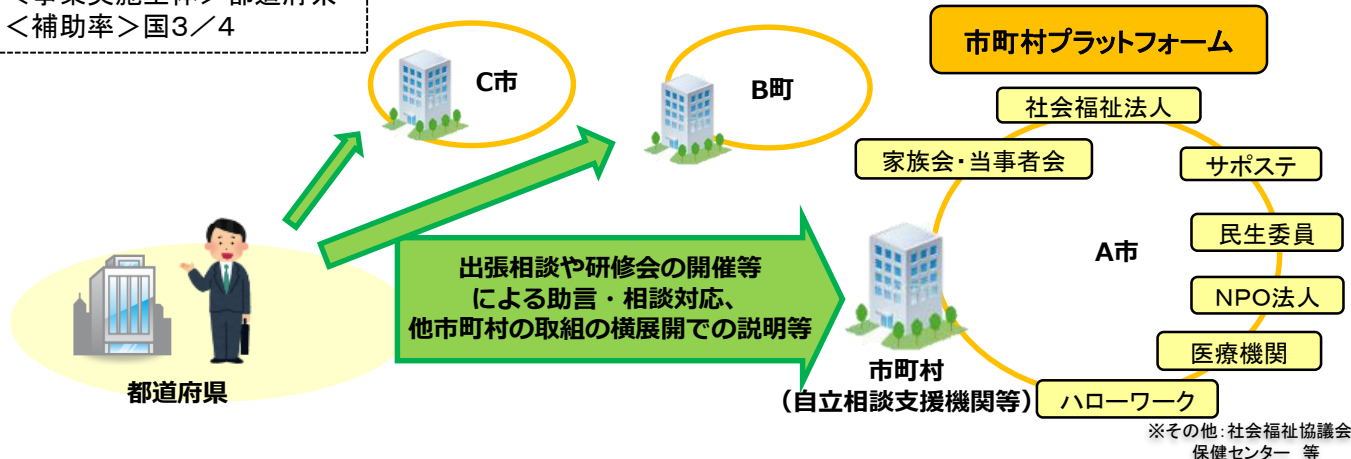 <補助率>国3／4
市町村プラットフォーム
C市
B町
社会福祉法人
家族会・当事者会
サポステ
民生委員
A市
NPO法人
医療機関
ハローワーク
出張相談や研修会の開催等
による助言・相談対応、
他市町村の取組の横展開での説明等
都道府県
市町村
（自立相談支援機関等）
※その他：社会福祉協議会
保健センター　等